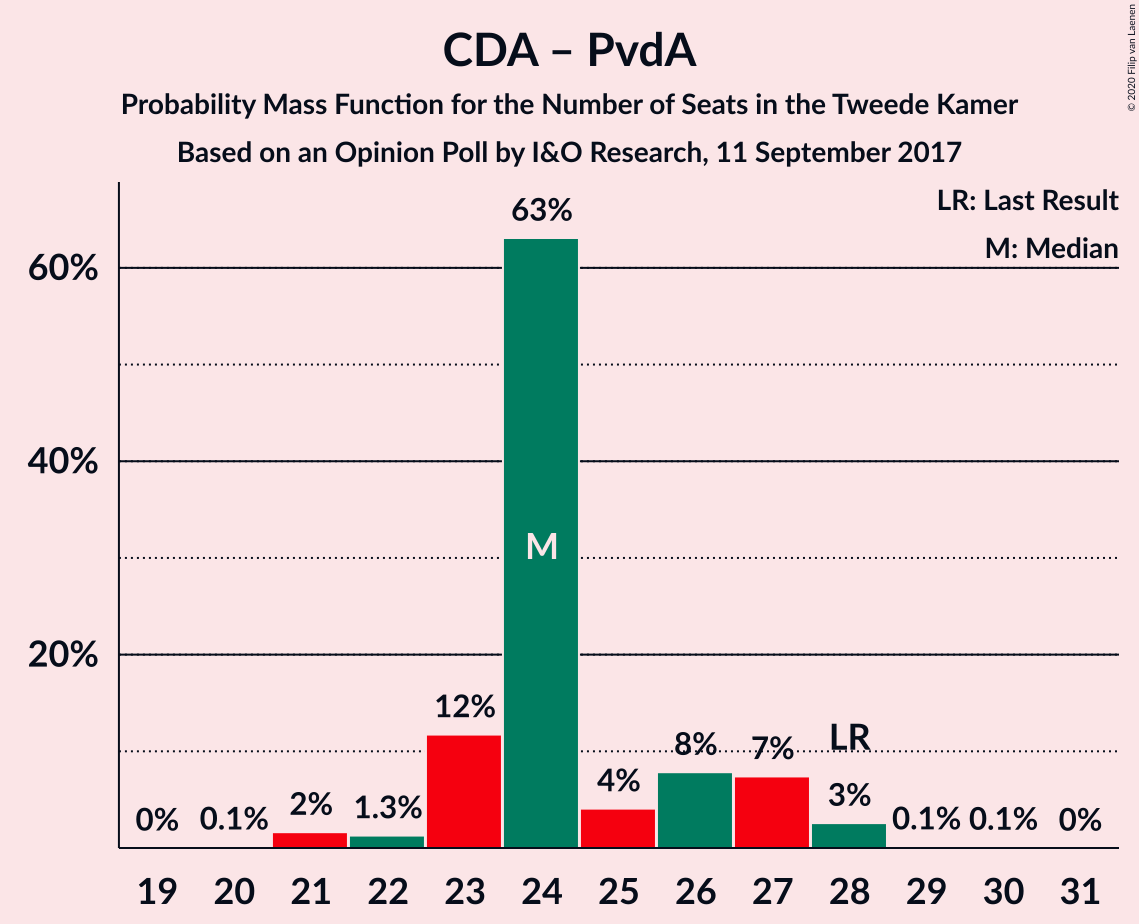 CDA – PvdA
Probability Mass Function for the Number of Seats in the Tweede Kamer
Based on an Opinion Poll by I&O Research, 11 September 2017
© 2020 Filip van Laenen
LR: Last Result
M: Median
63%
60%
40%
M
20%
12%
LR
8%
7%
4%
3%
2%
1.3%
0%
0.1%
0.1%
0.1%
0%
19 20 21 22 23 24 25 26 27 28 29 30 31